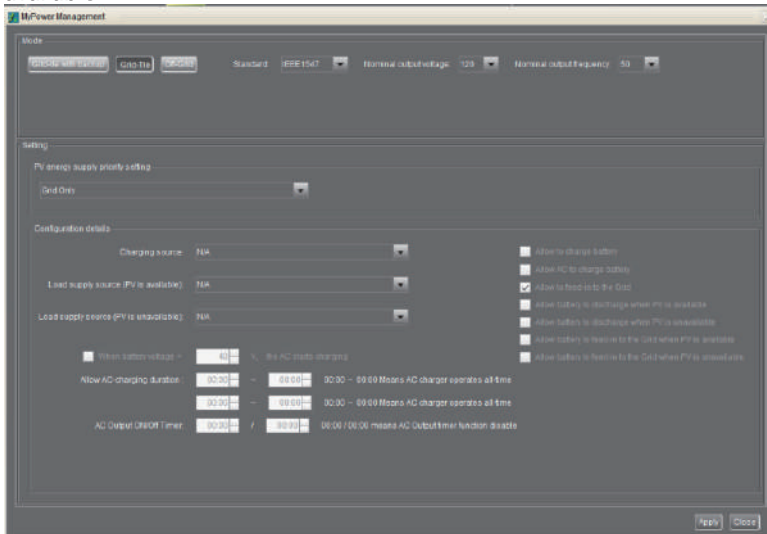 MyPower Management
Mode
Grid-tie with backup Grid-Tie Off-Grid Standard IEEE1547 Nominal output voltage: 120 Nominal output frequency: 50
Setting
PV energy supply priority setting
Grid Only
Configuration details
Charging source: N/A
Load supply source (PV is available): N/A
Load supply source (PV is unavailable): N/A
Allow to charge battery
Allow AC to charge battery
Allow to feed-in to the Grid
Allow battery to discharge when PV is available
Allow battery to discharge when PV is unavailable
Allow battery to feed-in to the Grid when PV is available
Allow battery to feed-in to the Grid when PV is unavailable
When battery voltage < V, the AC starts charging
Allow AC charging duration: 00:00 ~ 00:00 00:00 ~ 00:00 Means AC charger operates all-time
00:00 ~ 00:00 00:00 ~ 00:00 Means AC charger operates all-time
AC Output ON/Off Timer: 00:00 / 00:00 00:00 / 00:00 means AC Output timer function disable
Apply Close